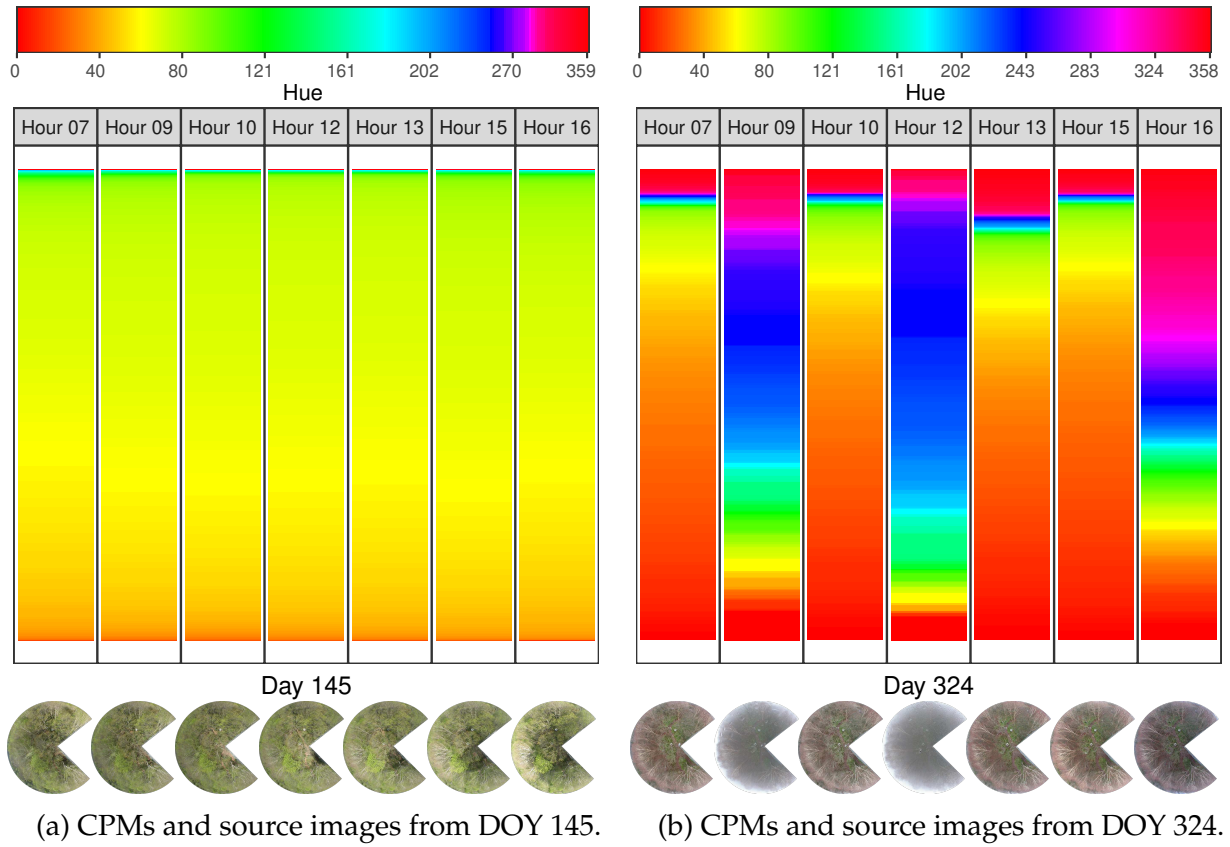 0 40 80 121 161 202 270 359
Hue
Hour 07 Hour 09 Hour 10 Hour 12 Hour 13 Hour 15 Hour 16
Day 145
(a) CPMs and source images from DOY 145.
0 40 80 121 161 202 243 283 324 358
Hue
Hour 07 Hour 09 Hour 10 Hour 12 Hour 13 Hour 15 Hour 16
Day 324
(b) CPMs and source images from DOY 324.